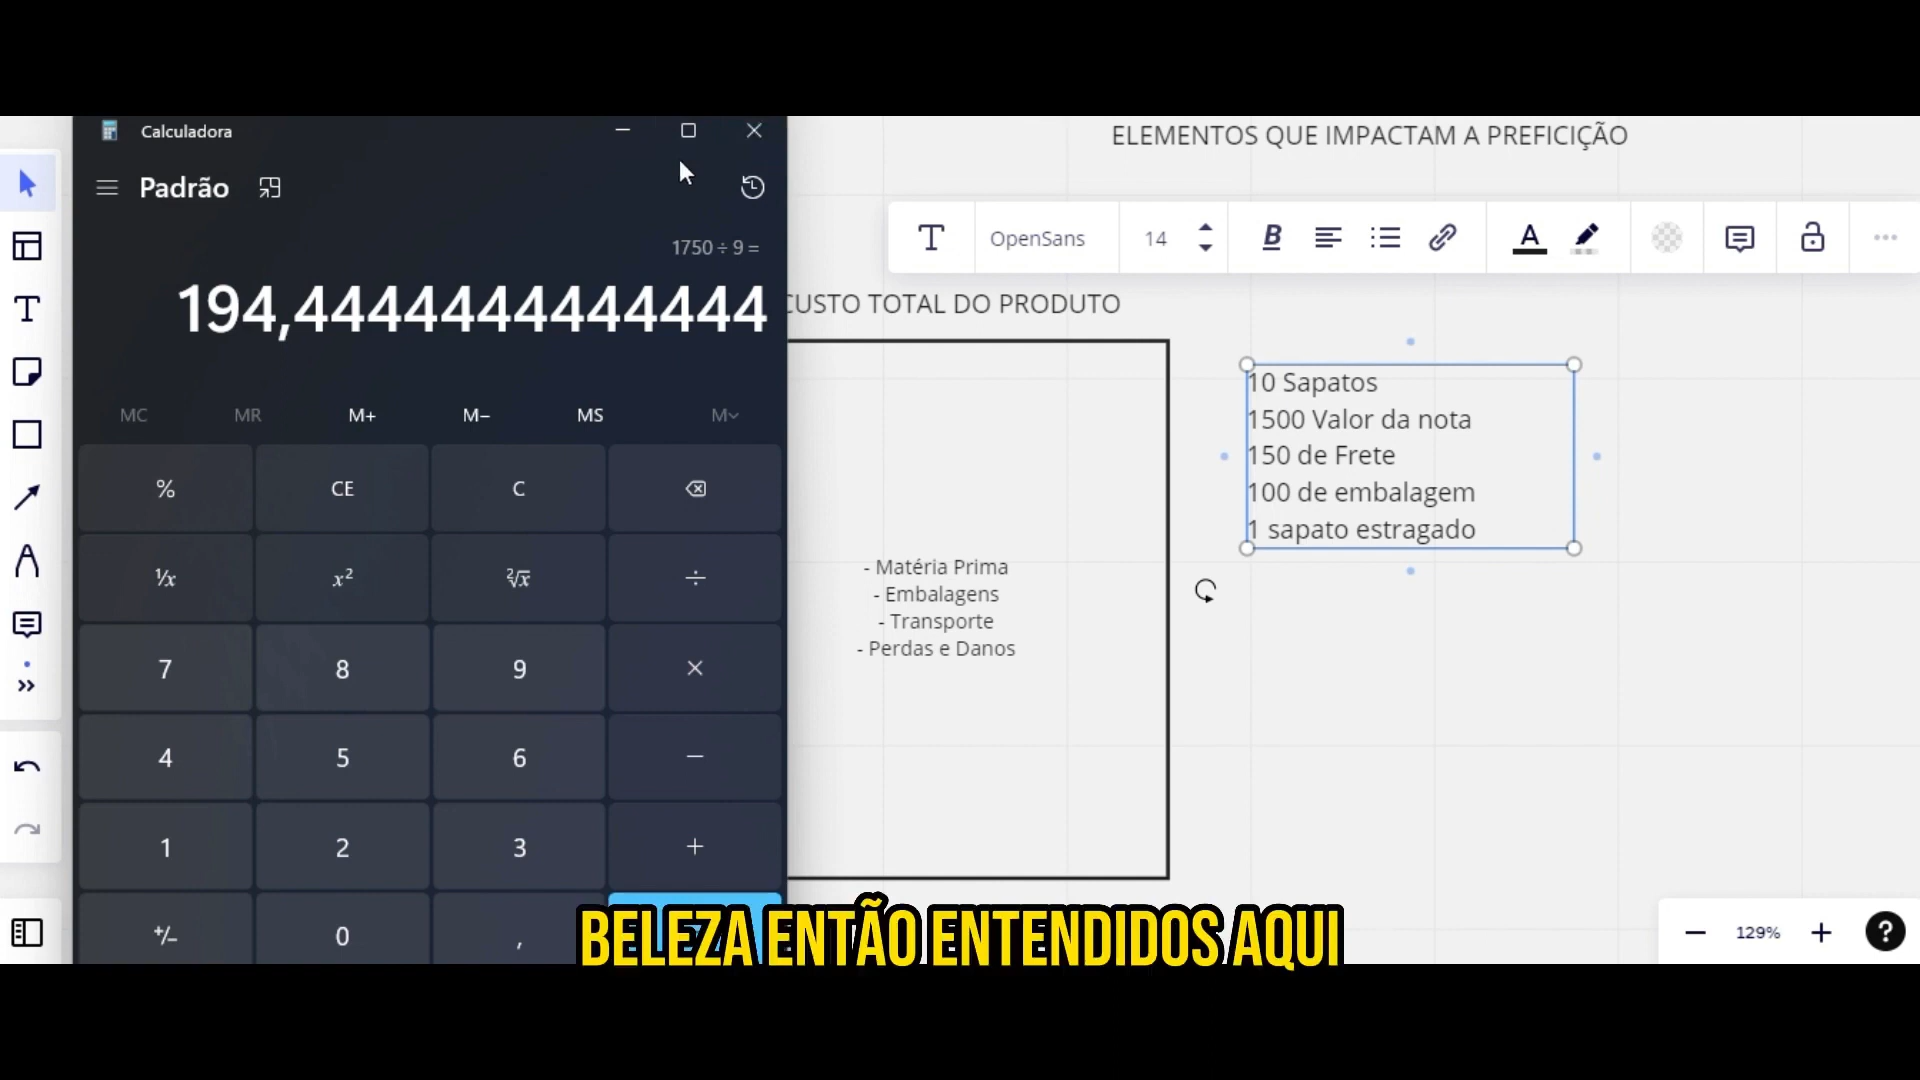 Calculadora
Padrão
1750 ÷ 9 =
194,4444444444444
MC MR M+ M− MS M
% CE C
¹/x x² ²√x ÷
7 8 9 ×
4 5 6 −
1 2 3 +
+/− 0 ,
ELEMENTOS QUE IMPACTAM A PREFICIÇÃO
OpenSans 14 B A
CUSTO TOTAL DO PRODUTO
10 Sapatos
1500 Valor da nota
150 de Frete
100 de embalagem
1 sapato estragado
- Matéria Prima
- Embalagens
- Transporte
- Perdas e Danos
129%
BELEZA ENTÃO ENTENDIDOS AQUI